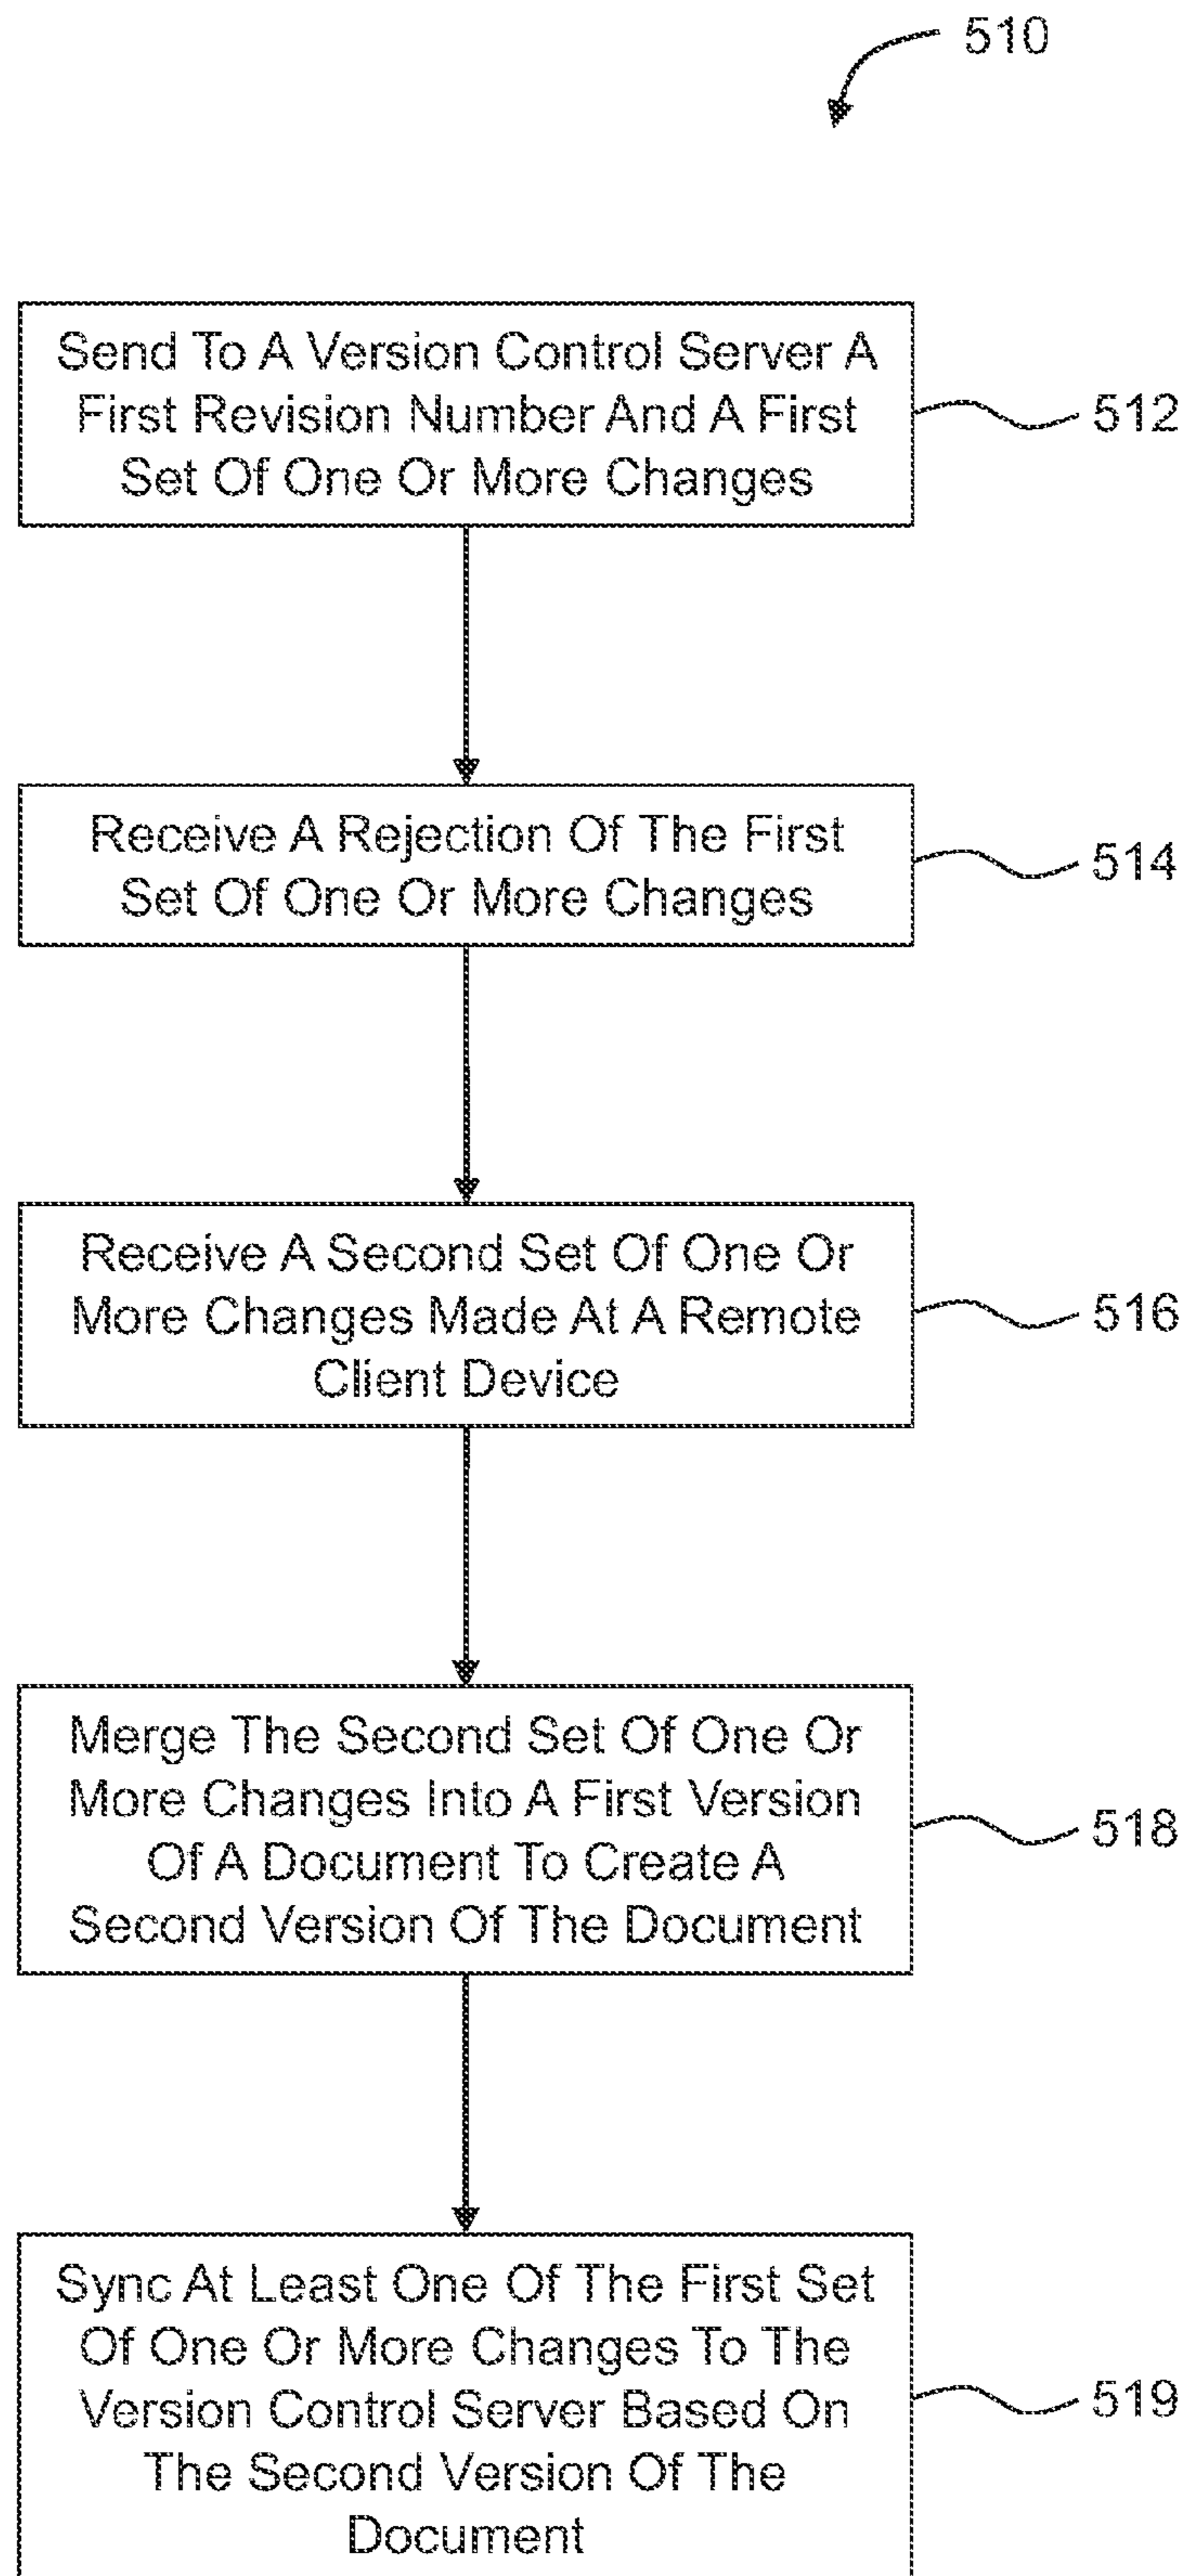 510
Send To A Version Control Server A
First Revision Number And A First
Set Of One Or More Changes
512
Receive A Rejection Of The First
Set Of One Or More Changes
514
Receive A Second Set Of One Or
More Changes Made At A Remote
Client Device
516
Merge The Second Set Of One Or
More Changes Into A First Version
Of A Document To Create A
Second Version Of The Document
518
Sync At Least One Of The First Set
Of One Or More Changes To The
Version Control Server Based On
The Second Version Of The
Document
519